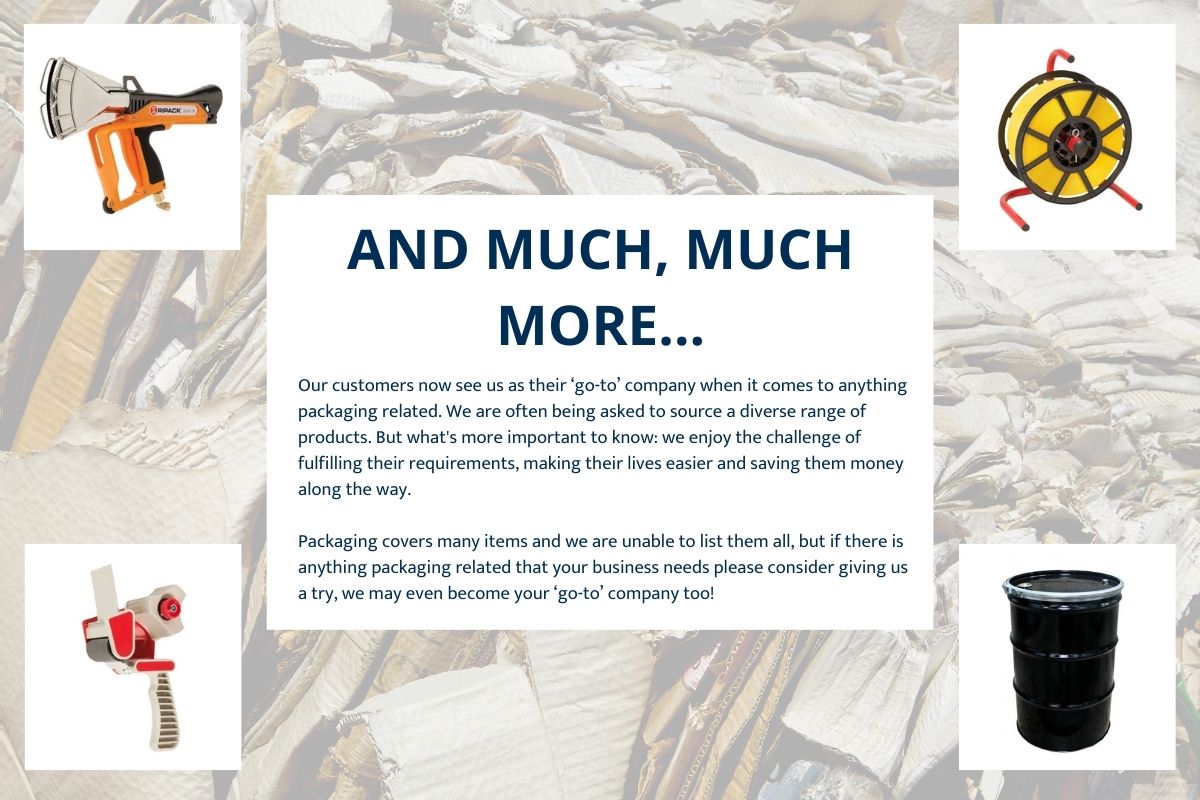 RIPACK
AND MUCH, MUCH
MORE...
Our customers now see us as their ‘go-to’ company when it comes to anything
packaging related. We are often being asked to source a diverse range of
products. But what's more important to know: we enjoy the challenge of
fulfilling their requirements, making their lives easier and saving them money
along the way.
Packaging covers many items and we are unable to list them all, but if there is
anything packaging related that your business needs please consider giving us
a try, we may even become your ‘go-to’ company too!